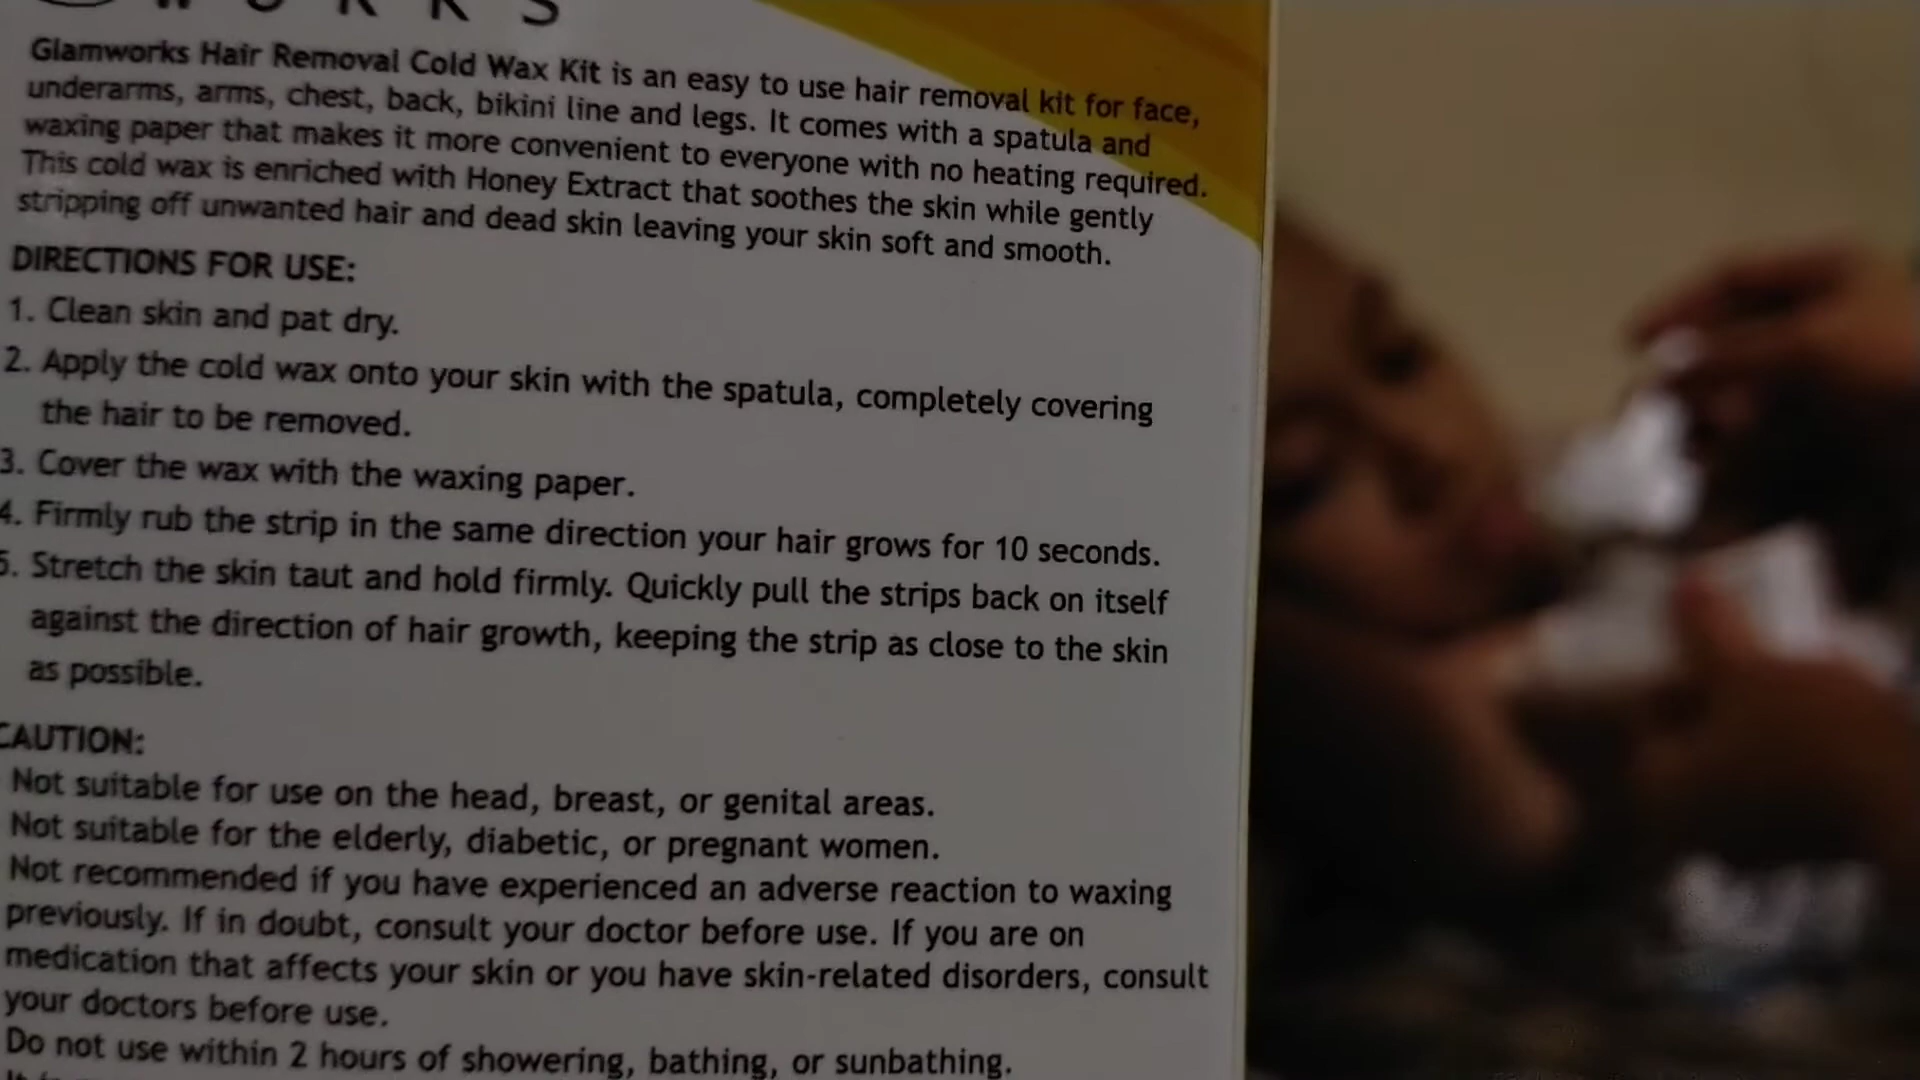 WORKS
Glamworks Hair Removal Cold Wax Kit is an easy to use hair removal kit for face,
underarms, arms, chest, back, bikini line and legs. It comes with a spatula and
waxing paper that makes it more convenient to everyone with no heating required.
This cold wax is enriched with Honey Extract that soothes the skin while gently
stripping off unwanted hair and dead skin leaving your skin soft and smooth.
DIRECTIONS FOR USE:
1. Clean skin and pat dry.
2. Apply the cold wax onto your skin with the spatula, completely covering
the hair to be removed.
3. Cover the wax with the waxing paper.
4. Firmly rub the strip in the same direction your hair grows for 10 seconds.
5. Stretch the skin taut and hold firmly. Quickly pull the strips back on itself
against the direction of hair growth, keeping the strip as close to the skin
as possible.
CAUTION:
Not suitable for use on the head, breast, or genital areas.
Not suitable for the elderly, diabetic, or pregnant women.
Not recommended if you have experienced an adverse reaction to waxing
previously. If in doubt, consult your doctor before use. If you are on
medication that affects your skin or you have skin-related disorders, consult
your doctors before use.
Do not use within 2 hours of showering, bathing, or sunbathing.